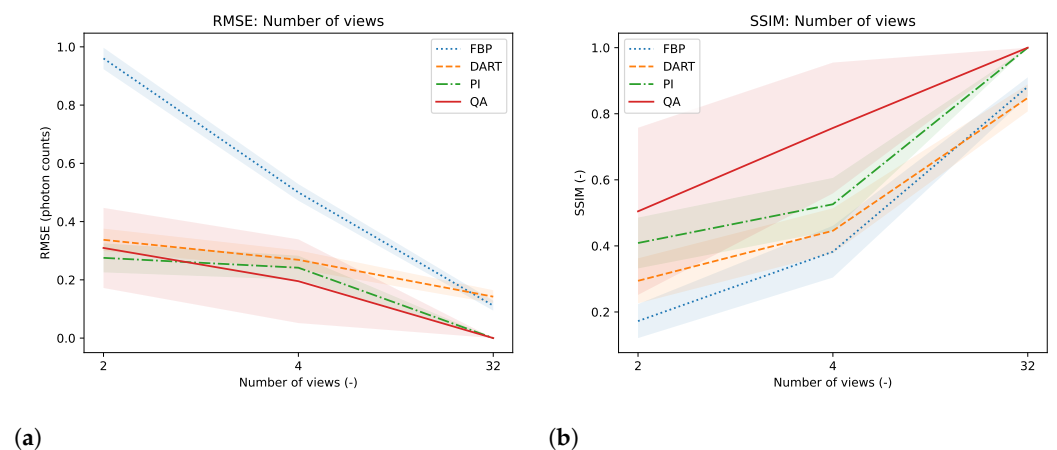 RMSE: Number of views
1.0
0.8
0.6
0.4
0.2
0.0
RMSE (photon counts)
FBP
DART
PI
QA
2
4
32
Number of views (-)
(a)
SSIM: Number of views
1.0
0.8
0.6
0.4
0.2
SSIM (-)
FBP
DART
PI
QA
2
4
32
Number of views (-)
(b)